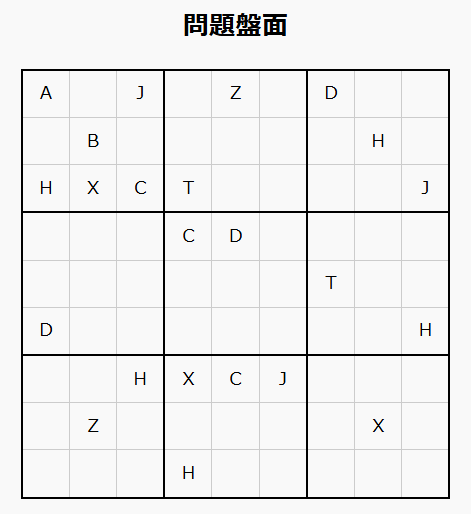 問題盤面
A J Z D
B H
H X C T J
C D
T
D H
H X C J
Z X
H